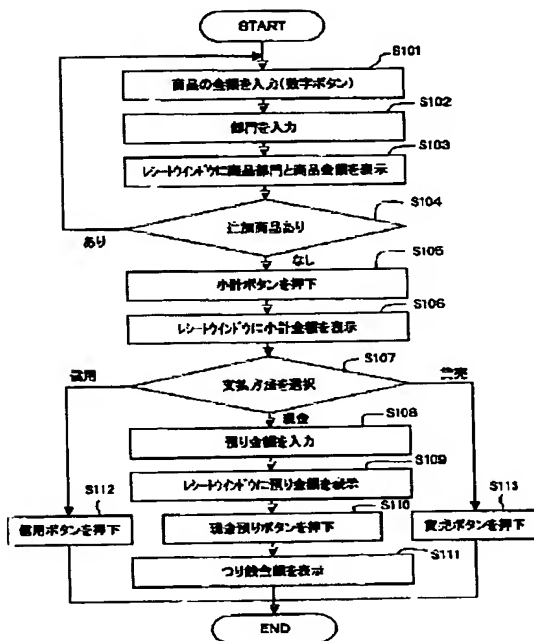 START
S101
商品の金額を入力(数字ボタン)
S102
部門を入力
S103
レシートウインドウに商品部門と商品金額を表示
S104
追加商品あり
あり
なし
S105
小計ボタンを押下
S106
レシートウインドウに小計金額を表示
S107
支払方法を選択
信用
現金
貸売
S108
預り金額を入力
S109
レシートウインドウに預り金額を表示
S110
現金預りボタンを押下
S112
信用ボタンを押下
S113
貸売ボタンを押下
S111
つり銭金額を表示
END